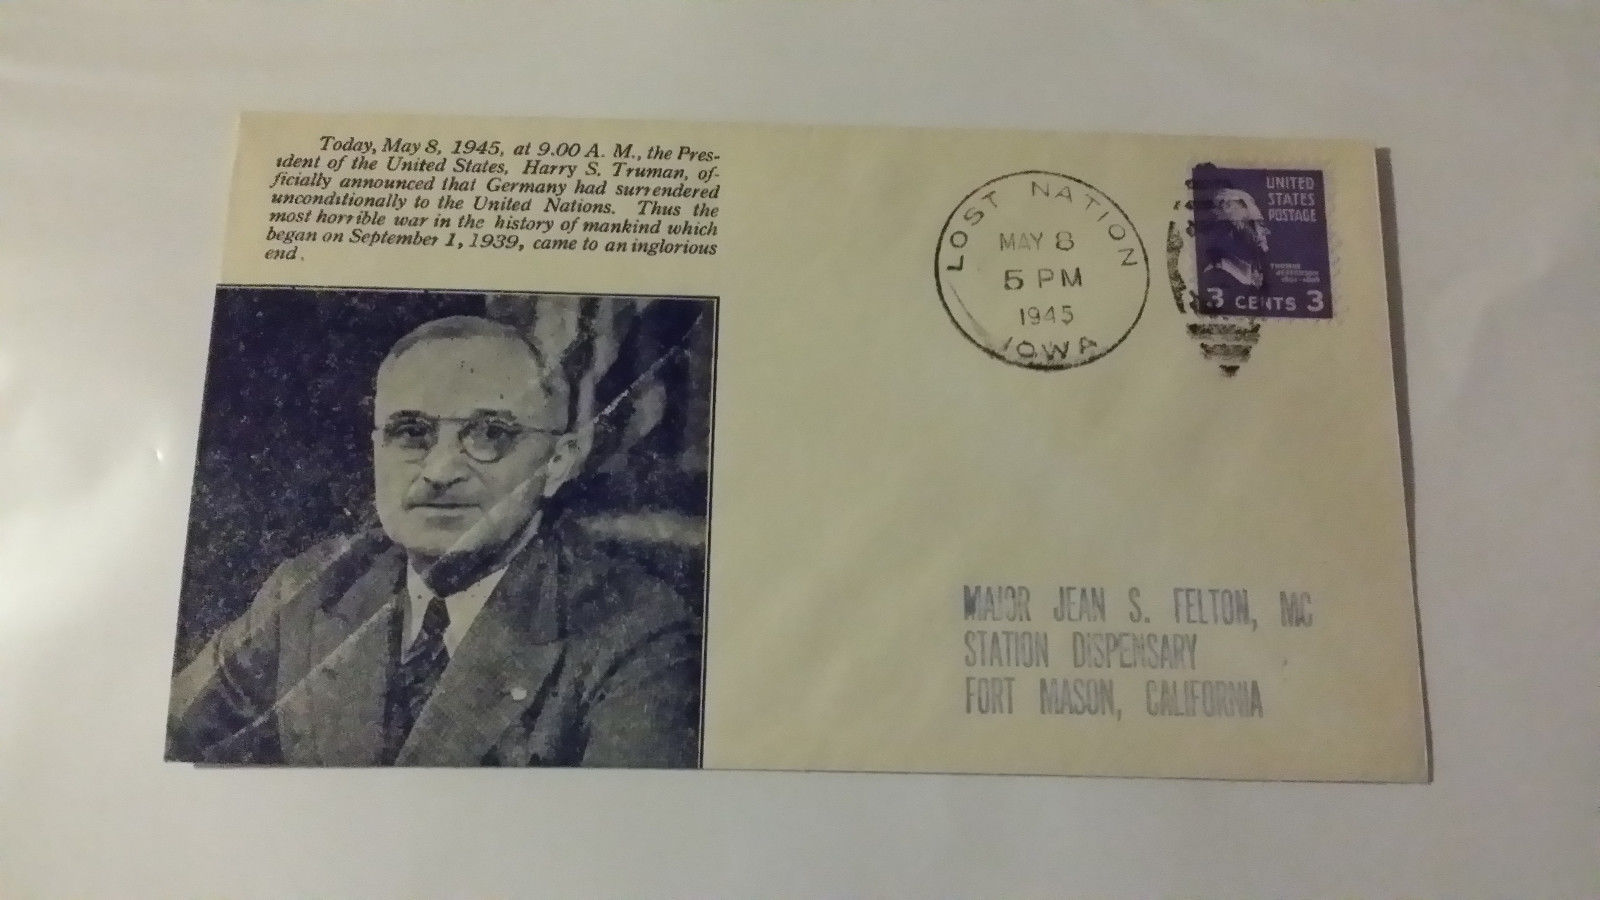 Today, May 8, 1945, at 9.00 A. M., the Pres-
ident of the United States, Harry S. Truman, of-
ficially announced that Germany had surrendered
unconditionally to the United Nations. Thus the
most horrible war in the history of mankind which
began on September 1, 1939, came to an inglorious
end.
LOST NATION
MAY 8
5 PM
1945
IOWA
UNITED
STATES
POSTAGE
THOMAS
JEFFERSON
3 CENTS 3
MAJOR JEAN S. FELTON, MC
STATION DISPENSARY
FORT MASON, CALIFORNIA